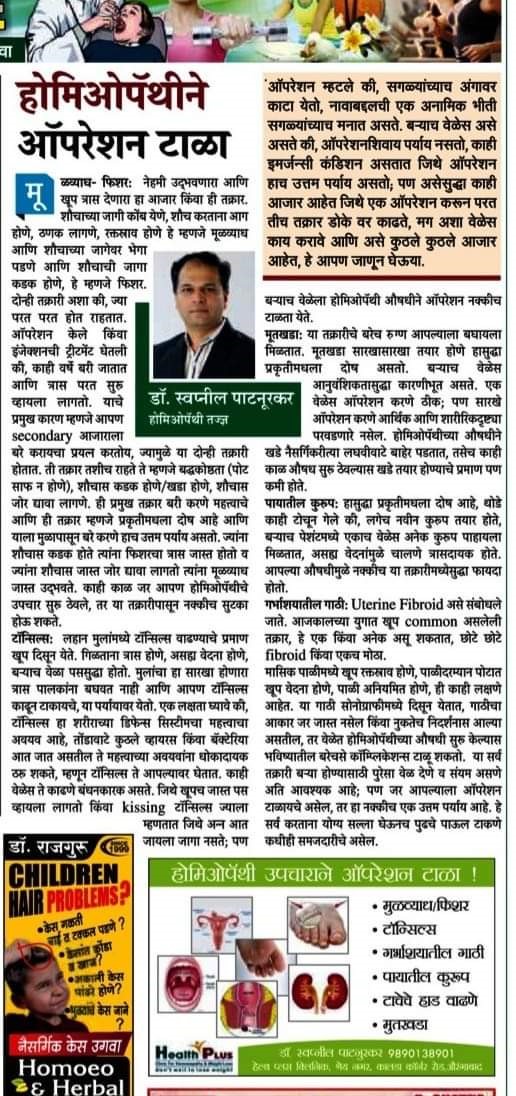 वा
होमिओपॅथीने
ऑपरेशन टाळा
'ऑपरेशन म्हटले की, सगळ्यांच्याच अंगावर
काटा येतो, नावाबद्दलची एक अनामिक भीती
सगळ्यांच्याच मनात असते. बऱ्याच वेळेस असे
असते की, ऑपरेशनशिवाय पर्याय नसतो, काही
इमर्जन्सी कंडिशन असतात जिथे ऑपरेशन
हाच उत्तम पर्याय असतो; पण असेसुद्धा काही
आजार आहेत जिथे एक ऑपरेशन करून परत
तीच तक्रार डोके वर काढते, मग अशा वेळेस
काय करावे आणि असे कुठले कुठले आजार
आहेत, हे आपण जाणून घेऊया.
मूळव्याध- फिशर: नेहमी उद्भवणारा आणि
खूप त्रास देणारा हा आजार किंवा ही तक्रार.
शौचाच्या जागी कोंब येणे, शौच करताना आग
होणे, ठणक लागणे, रक्तस्राव होणे हे म्हणजे मूळव्याध
आणि शौचाच्या जागेवर भेगा
पडणे आणि शौचाची जागा
कडक होणे, हे म्हणजे फिशर.
दोन्ही तक्रारी अशा की, ज्या
परत परत होत राहतात.
ऑपरेशन केले किंवा
इंजेक्शनची ट्रीटमेंट घेतली
की, काही वर्षे बरी जातात
आणि त्रास परत सुरु
व्हायला लागतो. याचे
प्रमुख कारण म्हणजे आपण
secondary आजाराला
बरे करायचा प्रयत्न करतोय, ज्यामुळे या दोन्ही तक्रारी
होतात. ती तक्रार तशीच राहते ते म्हणजे बद्धकोष्ठता (पोट
साफ न होणे), शौचास कडक होणे/खडा होणे, शौचास
जोर द्यावा लागणे. ही प्रमुख तक्रार बरी करणे महत्त्वाचे
आणि ही तक्रार म्हणजे प्रकृतीमधला दोष आहे आणि
याला मुळापासून बरे करणे हाच उत्तम पर्याय असतो. ज्यांना
शौचास कडक होते त्यांना फिशरचा त्रास जास्त होतो व
ज्यांना शौचास जास्त जोर द्यावा लागतो त्यांना मूळव्याध
जास्त उद्भवते. काही काळ जर आपण होमिओपॅथीचे
उपचार सुरु ठेवले, तर या तक्रारीपासून नक्कीच सुटका
होऊ शकते.
टॉन्सिल्स: लहान मुलांमध्ये टॉन्सिल्स वाढण्याचे प्रमाण
खूप दिसून येते. गिळताना त्रास होणे, असह्य वेदना होणे,
बऱ्याच वेळा पससुद्धा होतो. मुलांचा हा सारखा होणारा
त्रास पालकांना बघवत नाही आणि आपण टॉन्सिल्स
काढून टाकायचे, या पर्यायावर येतो. एक लक्षात घ्यावे की,
टॉन्सिल्स हा शरीराच्या डिफेन्स सिस्टीमचा महत्त्वाचा
अवयव आहे, तोंडावाटे कुठले व्हायरस किंवा बॅक्टेरिया
आत जात असतील ते महत्त्वाच्या अवयवांना धोकादायक
ठरू शकते, म्हणून टॉन्सिल्स ते आपल्यावर घेतात. काही
वेळेस ते काढणे बंधनकारक असते. जिथे खूपच जास्त पस
व्हायला लागतो किंवा kissing टॉन्सिल्स ज्याला
म्हणतात जिथे अन्न आत
जायला जागा नसते; पण
डॉ. स्वप्नील पाटनूरकर
होमिओपॅथी तज्ज्ञ
बऱ्याच वेळेला होमिओपॅथी औषधीने ऑपरेशन नक्कीच
टाळता येते.
मूतखडा: या तक्रारीचे बरेच रुग्ण आपल्याला बघायला
मिळतात. मूतखडा सारखासारखा तयार होणे हासुद्धा
प्रकृतीमधला दोष असतो. बऱ्याच वेळेस
आनुवंशिकतासुद्धा कारणीभूत असते. एक
वेळेस ऑपरेशन करणे ठीक; पण सारखे
ऑपरेशन करणे आर्थिक आणि शारीरिकदृष्ट्या
परवडणारे नसेल. होमिओपॅथीच्या औषधीने
खडे नैसर्गिकरीत्या लघवीवाटे बाहेर पडतात, तसेच काही
काळ औषध सुरु ठेवल्यास खडे तयार होण्याचे प्रमाण पण
कमी होते.
पायातील कुरुप: हासुद्धा प्रकृतीमधला दोष आहे, थोडे
काही टोचून गेले की, लगेच नवीन कुरुप तयार होते,
बऱ्याच पेशंटमध्ये एकाच वेळेस अनेक कुरुप पाहायला
मिळतात, असह्य वेदनांमुळे चालणे त्रासदायक होते.
आपल्या औषधीमुळे नक्कीच या तक्रारीमध्येसुद्धा फायदा
होतो.
गर्भाशयातील गाठी: Uterine Fibroid असे संबोधले
जाते. आजकालच्या युगात खूप common असलेली
तक्रार, हे एक किंवा अनेक असू शकतात, छोटे छोटे
fibroid किंवा एकच मोठा.
मासिक पाळीमध्ये खूप रक्तस्राव होणे, पाळीदरम्यान पोटात
खूप वेदना होणे, पाळी अनियमित होणे, ही काही लक्षणे
आहेत. या गाठी सोनोग्राफीमध्ये दिसून येतात, गाठीचा
आकार जर जास्त नसेल किंवा नुकतेच निदर्शनास आल्या
असतील, तर वेळेत होमिओपॅथीच्या औषधी सुरु केल्यास
भविष्यातील बरेचसे कॉम्प्लिकेशन्स टाळू शकतो. या सर्व
तक्रारी बऱ्या होण्यासाठी पुरेसा वेळ देणे व संयम असणे
अति आवश्यक आहे; पण जर आपल्याला ऑपरेशन
टाळायचे असेल, तर हा नक्कीच एक उत्तम पर्याय आहे. हे
सर्व करताना योग्य सल्ला घेऊनच पुढचे पाऊल टाकणे
कधीही समजदारीचे असेल.
डॉ. राजगुरू
SINCE 1999
CHILDREN
HAIR PROBLEMS?
•केस गळती
चाई व टक्कल पडणे ?
•केसांत कोंडा
व खाज?
•अकाली केस
पांढरे होणे?
केस जाने
?
नैसर्गिक केस उगवा
Homoeo
& Herbal
होमिओपॅथी उपचाराने ऑपरेशन टाळा !
• मुळव्याध/फिशर
• टॉन्सिल्स
• गर्भाशयातील गाठी
• पायातील कुरूप
• टाचेचे हाड वाढणे
• मुतखडा
Health Plus
Clinic For Homoeopathy & Weight Loss
Don't wait to lose weight!
डॉ स्वप्नील पाटनुरकर 9890138901
हेल्थ प्लस क्लिनिक, मेय नगर, कालडा कॉर्नर रोड,औरंगाबाद